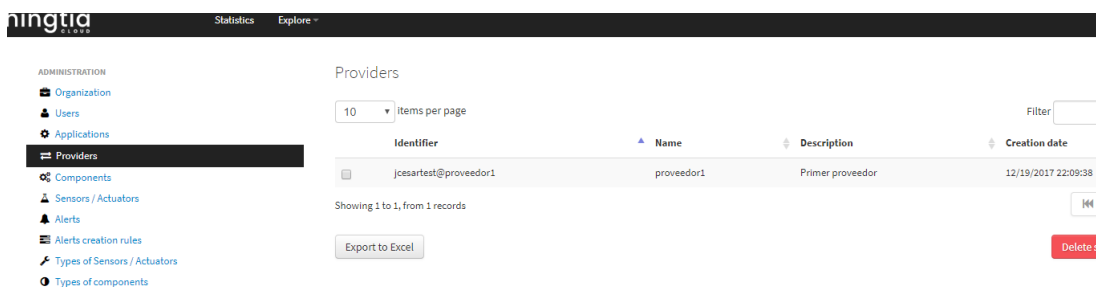 Statistics Explore
CLOUD
ADMINISTRATION
Organization
Users
Applications
Providers
Components
Sensors / Actuators
Alerts
Alerts creation rules
Types of Sensors / Actuators
Types of components
Providers
10 items per page
Filter
Identifier Name Description Creation date
jcesartest@proveedor1 proveedor1 Primer proveedor 12/19/2017 22:09:38
Showing 1 to 1, from 1 records
Export to Excel
Delete